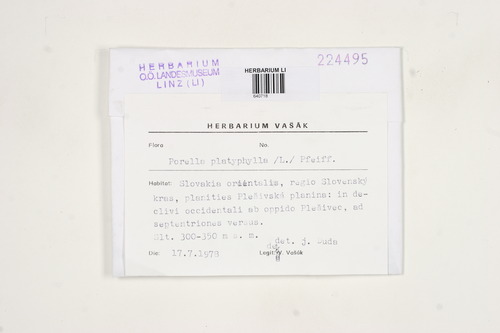 HERBARIUM
O.Ö. LANDESMUSEUM
LINZ (LI)
HERBARIUM LI
224495
HERBARIUM VAŠÁK
Flora No.
Porella platyphylla /L./ Pfeiff.
Habitat: Slovakia orientalis, regio Slovenský
kras, planities Plešivská planina: in de-
clivi occidentali ab oppido Plešivec, ad
septentriones versus.
Alt. 300-350 m s. m.
det. j. Duda
Die: 17.7.1978 Legit V. Vašák